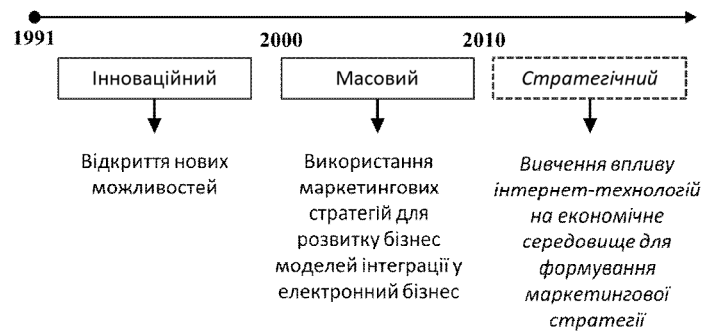 1991
2000
2010
Інноваційний
Масовий
Стратегічний
Відкриття нових
можливостей
Використання
маркетингових
стратегій для
розвитку бізнес
моделей інтеграції у
електронний бізнес
Вивчення впливу
інтернет-технологій
на економічне
середовище для
формування
маркетингової
стратегії